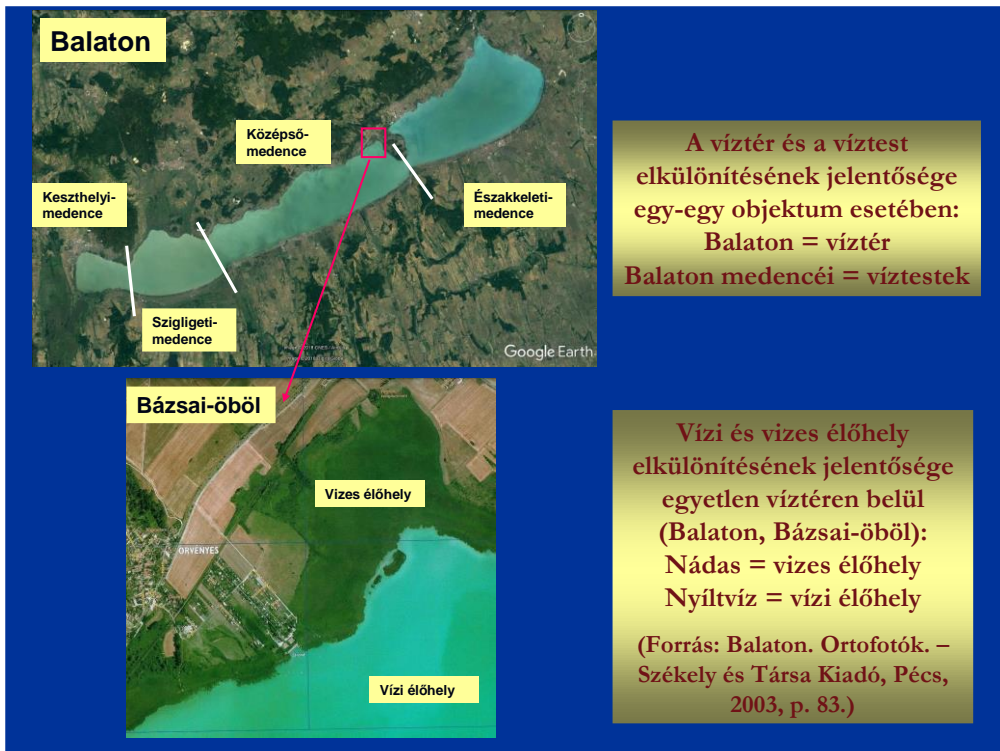 Balaton
Középső-
medence
Keszthelyi-
medence
Északkeleti-
medence
Szigligeti-
medence
Google Earth
A víztér és a víztest
elkülönítésének jelentősége
egy-egy objektum esetében:
Balaton = víztér
Balaton medencéi = víztestek
Bázsai-öböl
Vizes élőhely
ÖRVÉNYES
Vízi élőhely
Vízi és vizes élőhely
elkülönítésének jelentősége
egyetlen víztéren belül
(Balaton, Bázsai-öböl):
Nádas = vizes élőhely
Nyíltvíz = vízi élőhely
(Forrás: Balaton. Ortofotók. –
Székely és Társa Kiadó, Pécs,
2003, p. 83.)